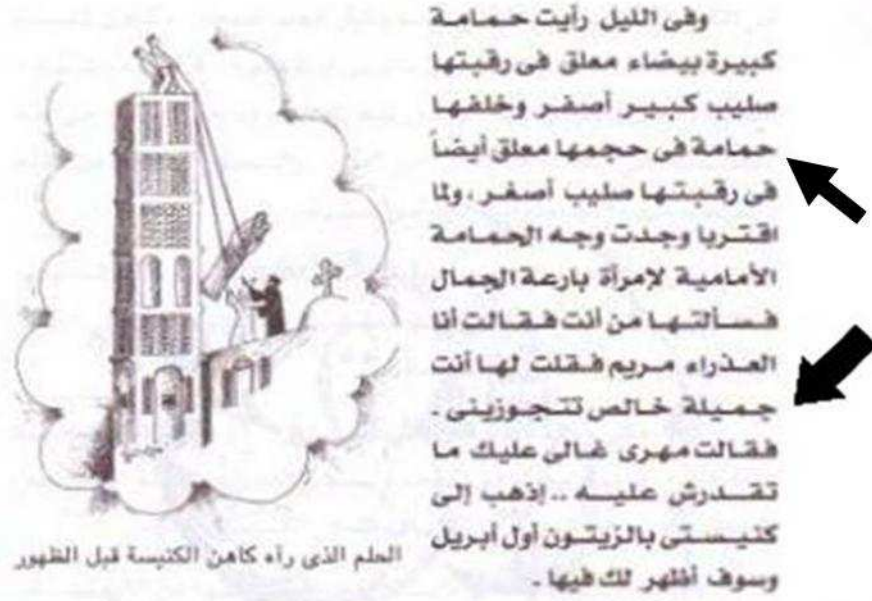 وفى الليل رأيت حمامة
كبيرة بيضاء معلق فى رقبتها
صليب كبير أصفر وخلفها
حمامة فى حجمها معلق أيضاً
فى رقبتها صليب أصفر، ولما
اقتربا وجدت وجه الحمامة
الأمامية لإمرأة بارعة الجمال
فسألتها من أنت فقالت أنا
العذراء مريم فقلت لها أنت
جميلة خالص تتجوزينى .
فقالت مهرى غالى عليك ما
تقدرش عليه .. إذهب إلى
كنيستى بالزيتون أول أبريل
وسوف أظهر لك فيها .
الحلم الذى رآه كاهن الكنيسة قبل الظهور